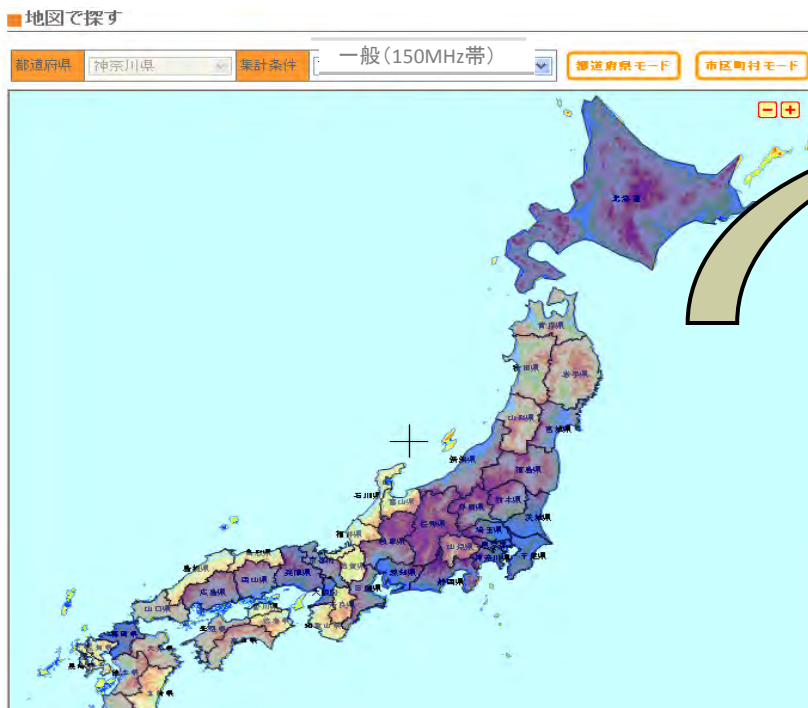 地図で探す
都道府県 神奈川県 集計条件 一般(150MHz帯) 都道府県モード 市区町村モード
北海道
青森県
秋田県 岩手県
山形県
宮城県
新潟県
福島県
石川県
富山県
栃木県
群馬県
茨城県
長野県
埼玉県
福井県
岐阜県
山梨県
千葉県
神奈川県
鳥取県
島根県
滋賀県
兵庫県
岡山県
広島県
愛知県
静岡県
三重県
大阪府
奈良県
山口県
香川県
徳島県
和歌山県
愛媛県
高知県
福岡県
佐賀県
大分県
長崎県
熊本県
宮崎県